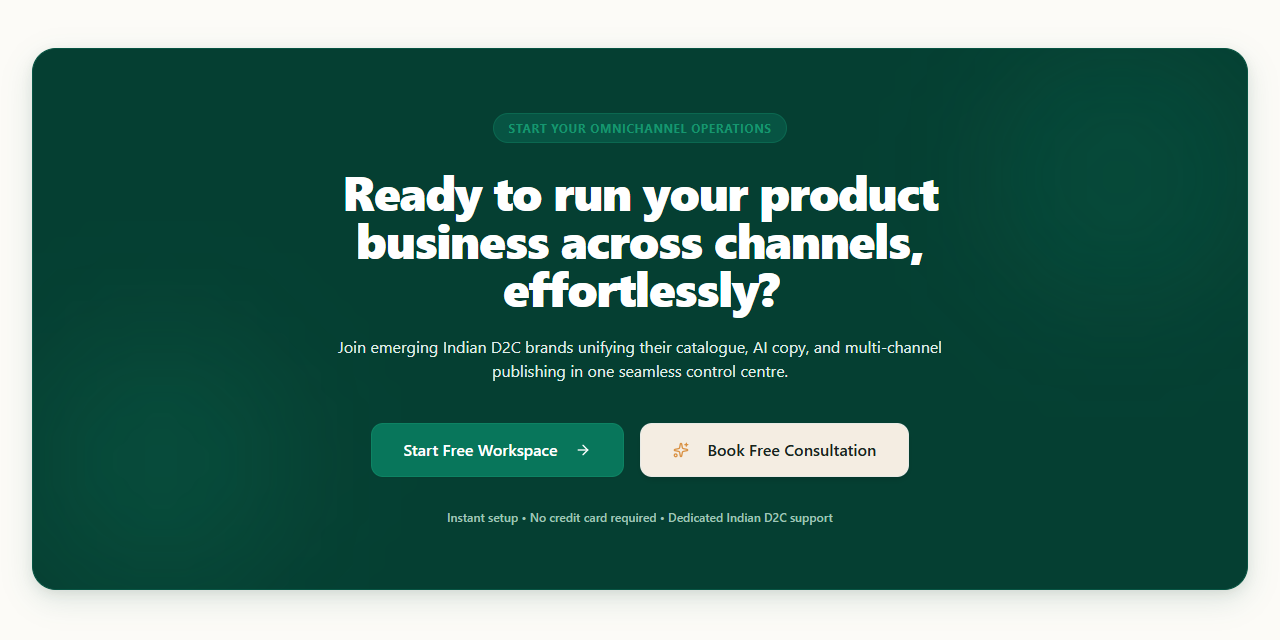 START YOUR OMNICHANNEL OPERATIONS
Ready to run your product
business across channels,
effortlessly?
Join emerging Indian D2C brands unifying their catalogue, AI copy, and multi-channel
publishing in one seamless control centre.
Start Free Workspace
Book Free Consultation
Instant setup • No credit card required • Dedicated Indian D2C support